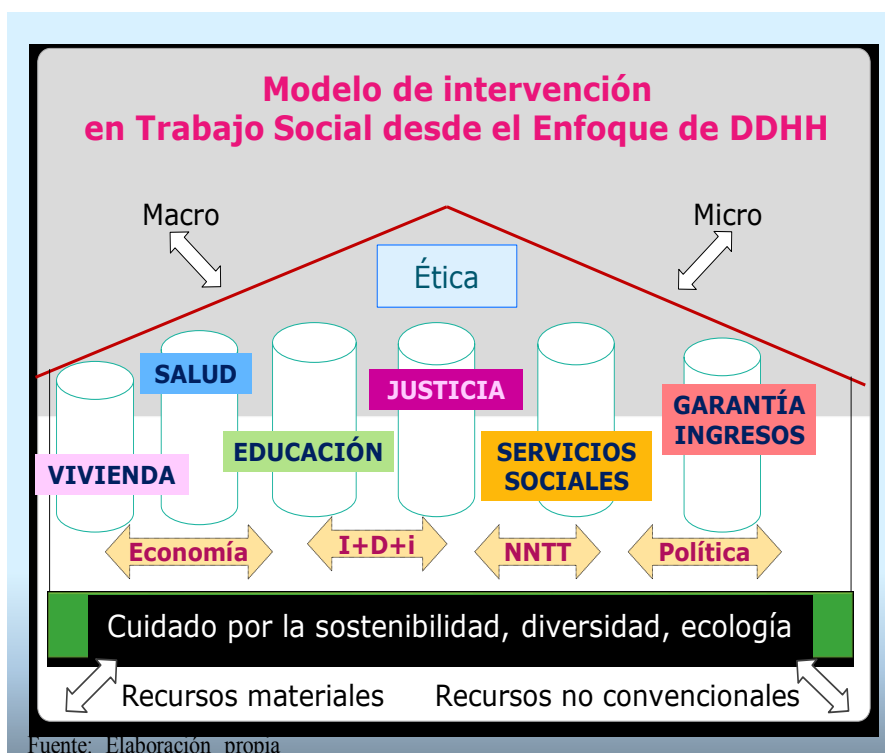 Modelo de intervención
en Trabajo Social desde el Enfoque de DDHH
Macro
Micro
Ética
SALUD
JUSTICIA
GARANTÍA
INGRESOS
EDUCACIÓN
SERVICIOS
SOCIALES
VIVIENDA
Economía
I+D+i
NNTT
Política
Cuidado por la sostenibilidad, diversidad, ecología
Recursos materiales
Recursos no convencionales
Fuente: Elaboración propia